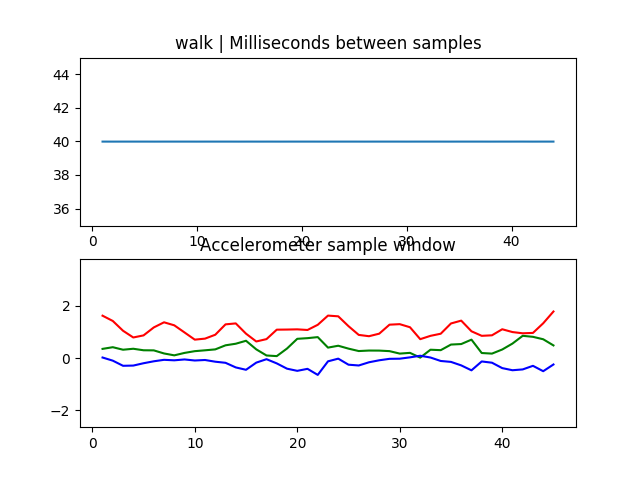 walk | Milliseconds between samples
44
42
40
38
36
0 10 20 30 40
Accelerometer sample window
2
0
−2
0 10 20 30 40